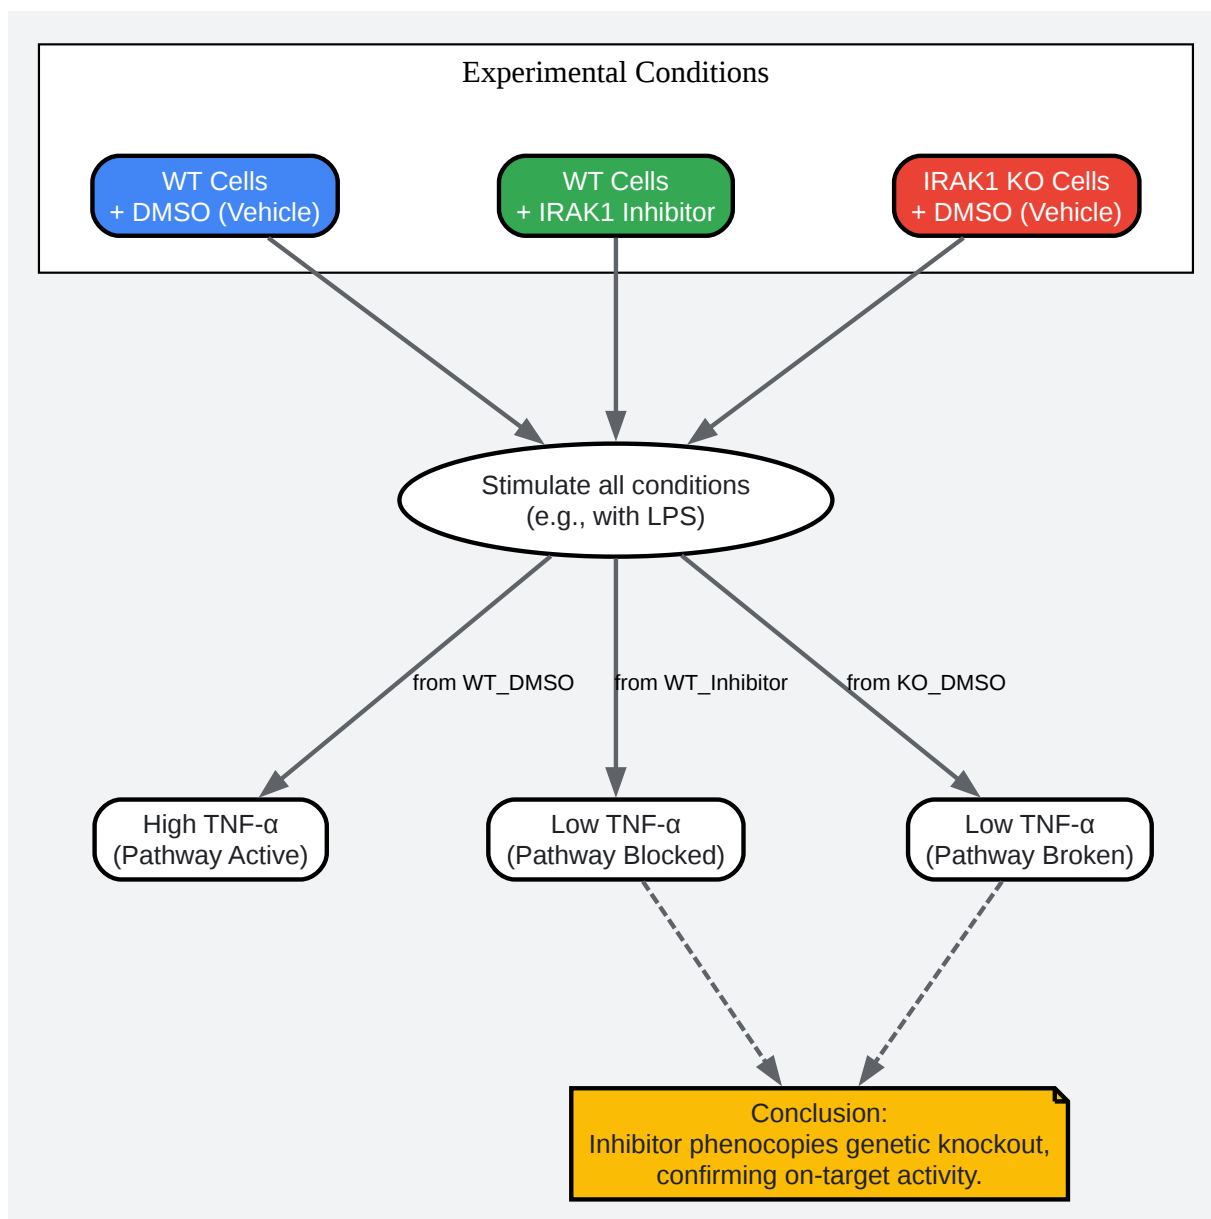 Experimental Conditions
WT Cells
+ DMSO (Vehicle)
WT Cells
+ IRAK1 Inhibitor
IRAK1 KO Cells
+ DMSO (Vehicle)
Stimulate all conditions
(e.g., with LPS)
from WT_DMSO
from WT_Inhibitor
from KO_DMSO
High TNF-α
(Pathway Active)
Low TNF-α
(Pathway Blocked)
Low TNF-α
(Pathway Broken)
Conclusion:
Inhibitor phenocopies genetic knockout,
confirming on-target activity.